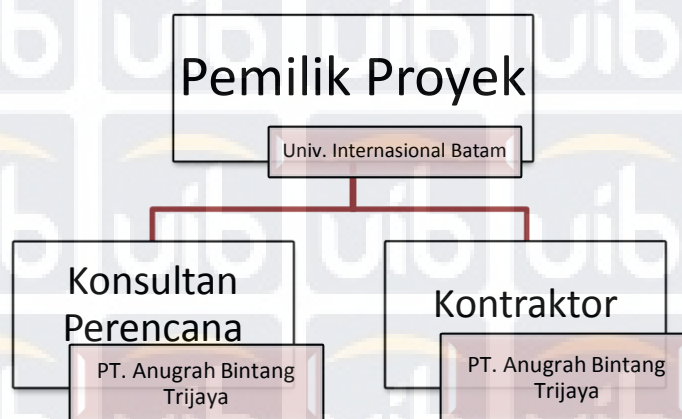 Pemilik Proyek
Univ. Internasional Batam
Konsultan
Perencana
PT. Anugrah Bintang
Trijaya
Kontraktor
PT. Anugrah Bintang
Trijaya